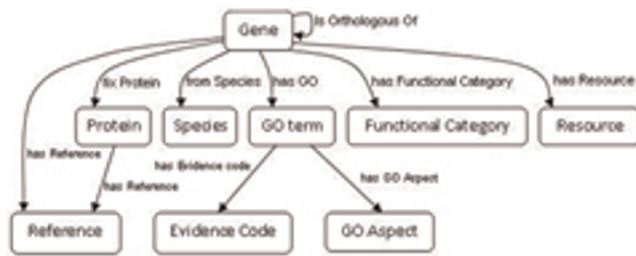 Gene
Is Orthologous Of
fix Protein
from Species
has GO
has Functional Category
has Resource
Protein
Species
GO term
Functional Category
Resource
has Reference
has Evidence code
has Reference
has GO Aspect
Reference
Evidence Code
GO Aspect